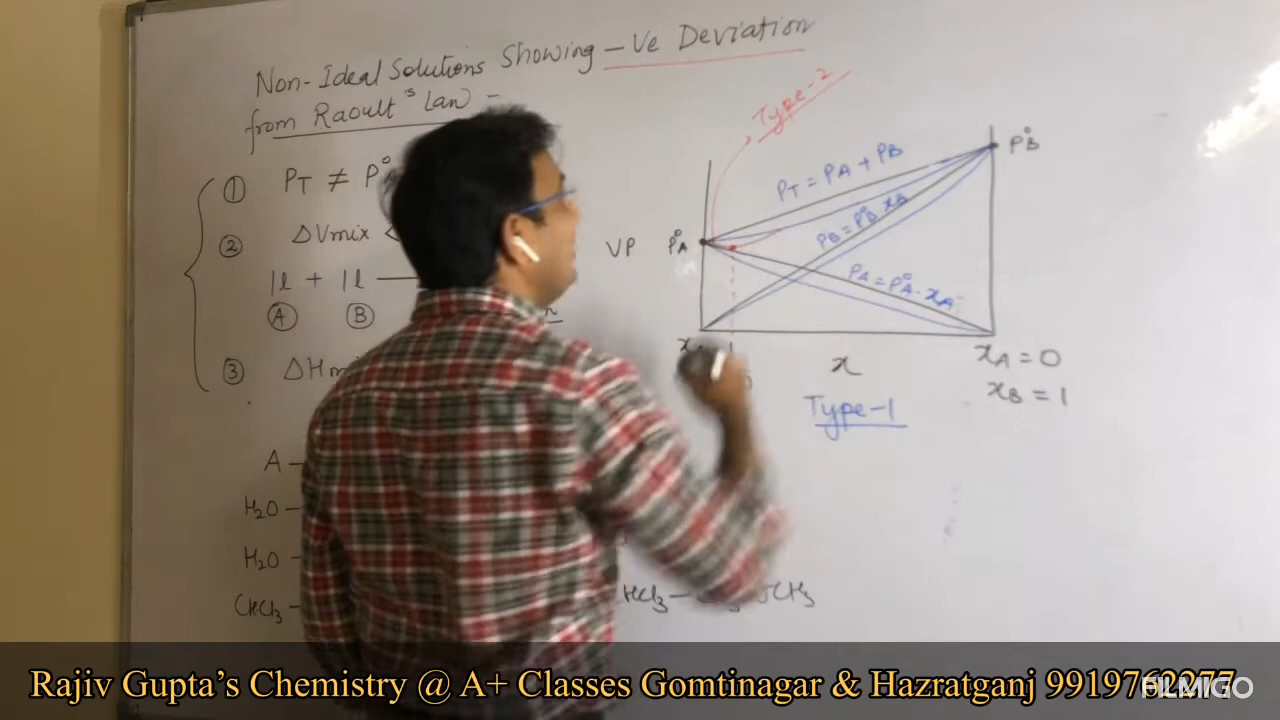 Non-Ideal Solutions Showing -Ve Deviation
from Raoult's Law -
① PT ≠ P°A
② ΔVmix <
1l + 1l —
Ⓐ Ⓑ
③ ΔHm
A —
H2O —
H2O -
CHCl3 -
Type-2
PT = PA + PB
P°B
PB = P°B xB
VP P°A
PA = P°A · xA
x
xA = 0
xB = 1
Type-1
Rajiv Gupta's Chemistry @ A+ Classes Gomtinagar & Hazratganj 9919762277
FILMIGO